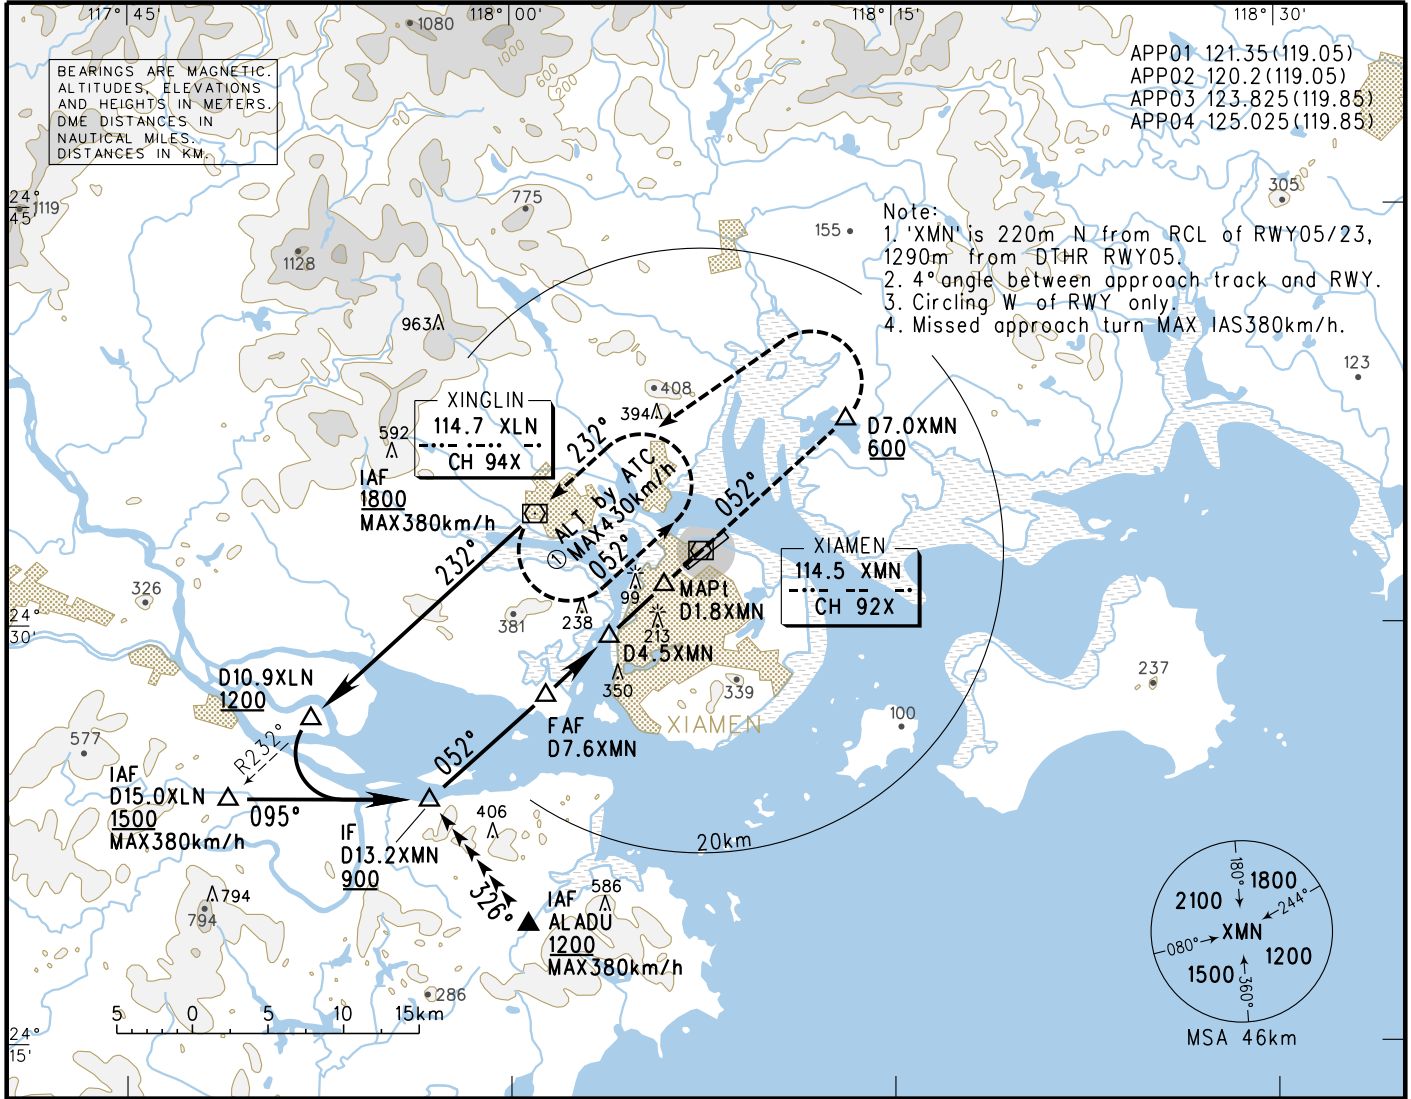 117° 45'
118° 00'
118° 15'
118° 30'
1080
1000
600
200
BEARINGS ARE MAGNETIC.
ALTITUDES, ELEVATIONS
AND HEIGHTS IN METERS.
DME DISTANCES IN
NAUTICAL MILES.
DISTANCES IN KM.
APP01 121.35(119.05)
APP02 120.2(119.05)
APP03 123.825(119.85)
APP04 125.025(119.85)
24°
45'
1119
775
305
155
1128
Note:
1. 'XMN' is 220m N from RCL of RWY05/23,
1290m from DTHR RWY05.
2. 4° angle between approach track and RWY.
3. Circling W of RWY only.
4. Missed approach turn MAX IAS380km/h.
963
123
408
394
XINGLIN
114.7 XLN
CH 94X
592
IAF
1800
MAX380km/h
232°
D7.0XMN
600
① ALT by ATC
MAX430km/h
052°
052°
232°
XIAMEN
114.5 XMN
CH 92X
326
99
MAPt
D1.8XMN
381
238
213
24°
30'
D4.5XMN
350
339
237
100
XIAMEN
D10.9XLN
1200
R232°
577
FAF
D7.6XMN
052°
IAF
D15.0XLN
1500
MAX380km/h
095°
IF
D13.2XMN
900
406
20km
326°
IAF
ALADU
1200
MAX380km/h
586
794
794
286
5 0 5 10 15km
24°
15'
180°
1800
2100
244°
XMN
080°
1200
1500
360°
MSA 46km